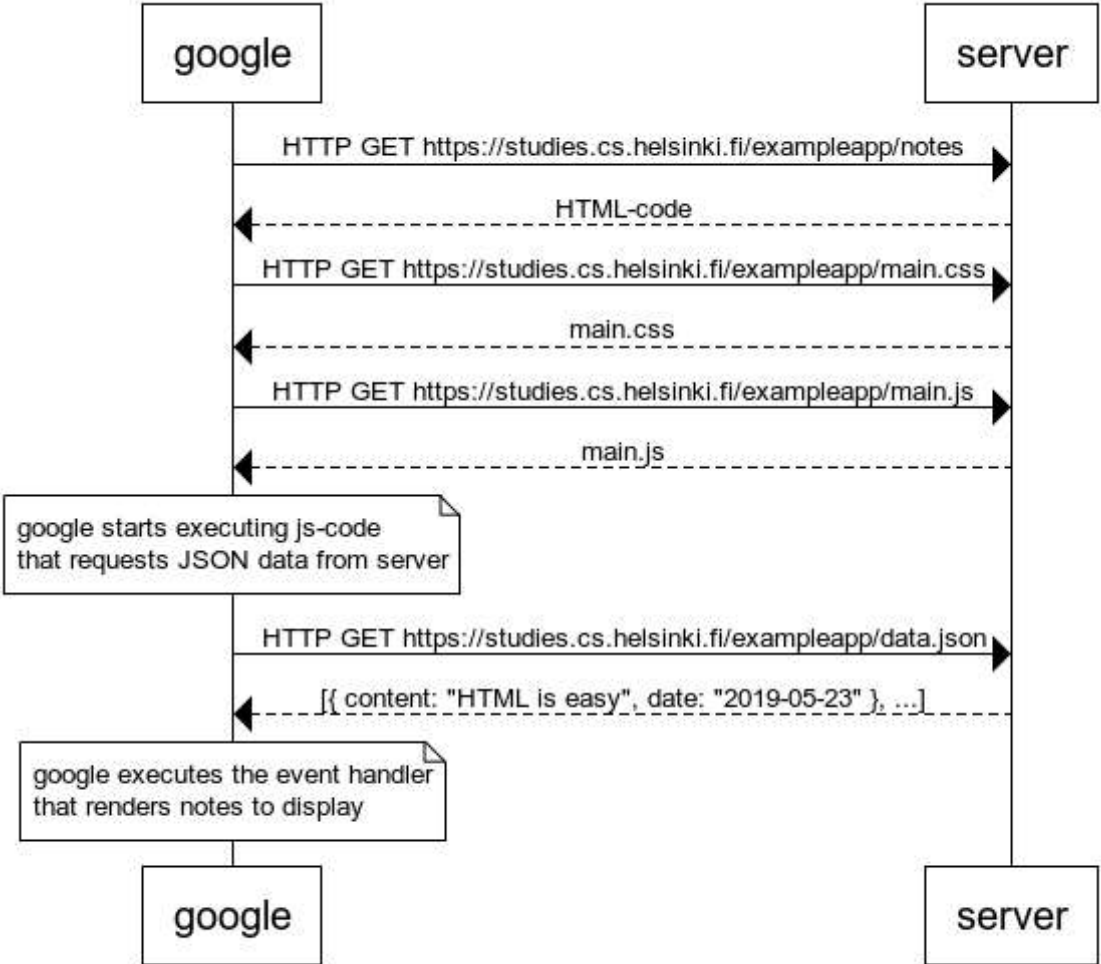 google
server
HTTP GET https://studies.cs.helsinki.fi/exampleapp/notes
HTML-code
HTTP GET https://studies.cs.helsinki.fi/exampleapp/main.css
main.css
HTTP GET https://studies.cs.helsinki.fi/exampleapp/main.js
main.js
google starts executing js-code
that requests JSON data from server
HTTP GET https://studies.cs.helsinki.fi/exampleapp/data.json
[{ content: "HTML is easy", date: "2019-05-23" }, ...]
google executes the event handler
that renders notes to display
google
server